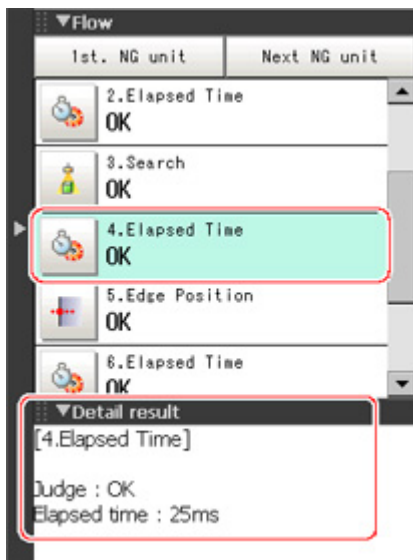 ▼Flow
1st. NG unit Next NG unit
2.Elapsed Time
OK
3.Search
OK
4.Elapsed Time
OK
5.Edge Position
OK
6.Elapsed Time
OK
▼Detail result
[4.Elapsed Time]
Judge : OK
Elapsed time : 25ms